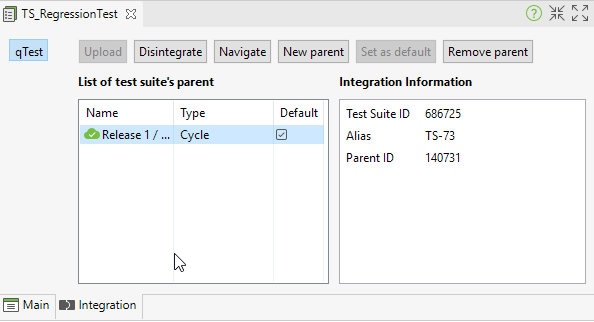 TS_RegressionTest
qTest
Upload Disintegrate Navigate New parent Set as default Remove parent
List of test suite's parent
Name Type Default
Release 1 / ... Cycle
Integration Information
Test Suite ID 686725
Alias TS-73
Parent ID 140731
Main Integration